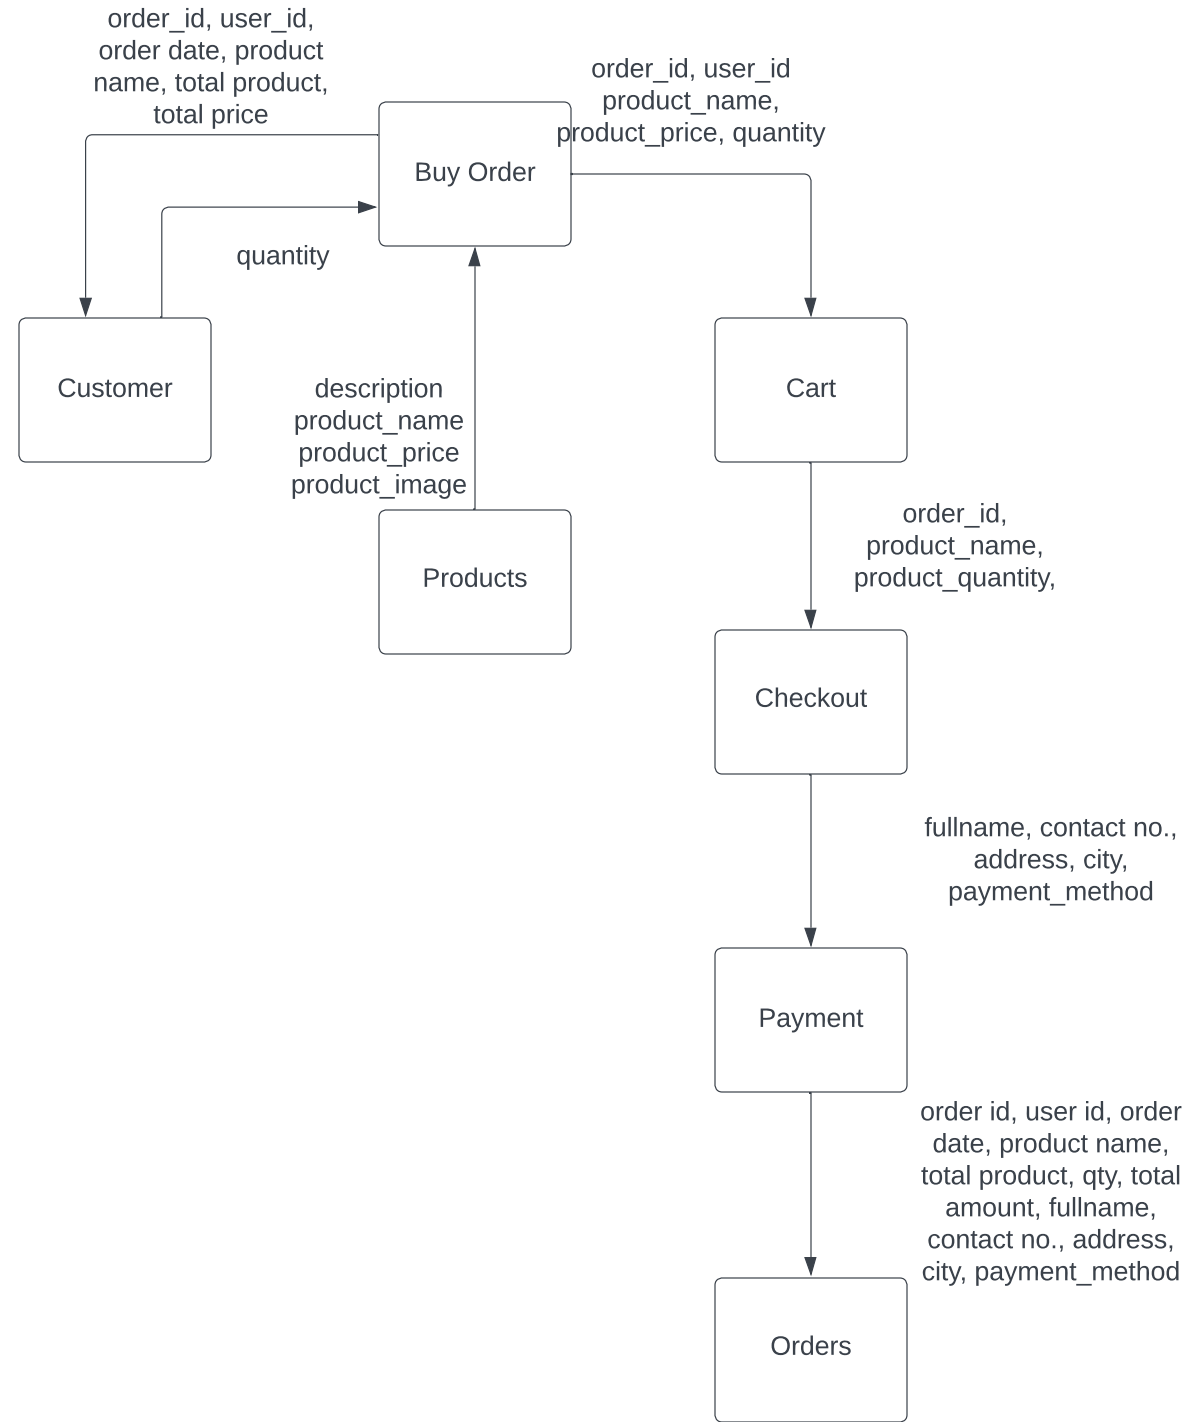 order_id, user_id,
order date, product
name, total product,
total price
order_id, user_id
product_name,
product_price, quantity
Buy Order
quantity
Customer
description
product_name
product_price
product_image
Cart
order_id,
product_name,
product_quantity,
Products
Checkout
fullname, contact no.,
address, city,
payment_method
Payment
order id, user id, order
date, product name,
total product, qty, total
amount, fullname,
contact no., address,
city, payment_method
Orders